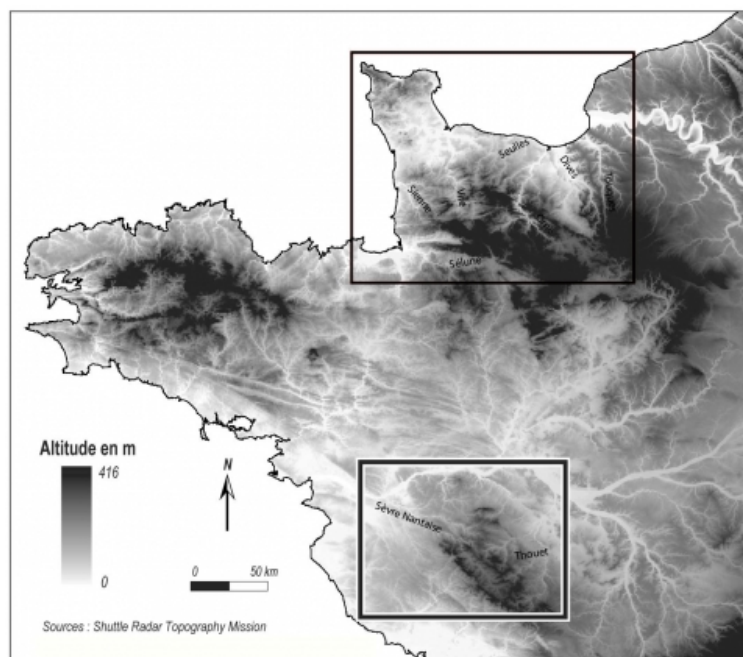 Seulles
Dives
Touques
Sienne
Vire
Sélune
Altitude en m
416
0
N
0 50 km
Sèvre Nantaise
Thouet
Sources : Shuttle Radar Topography Mission